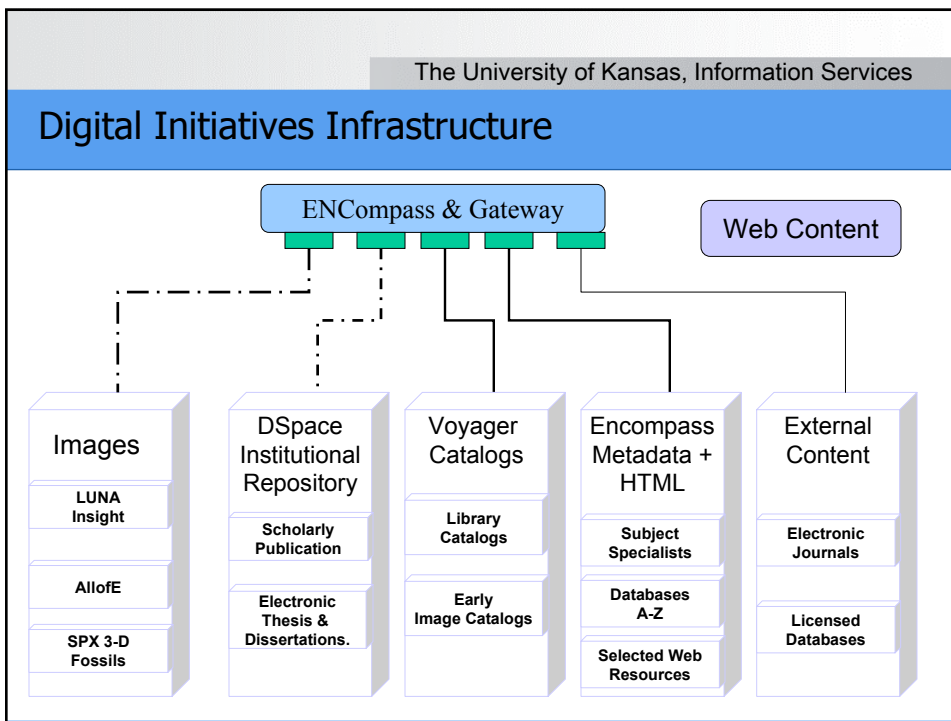 The University of Kansas, Information Services
Digital Initiatives Infrastructure
ENCompass & Gateway
Web Content
Images
LUNA
Insight
AllofE
SPX 3-D
Fossils
DSpace
Institutional
Repository
Scholarly
Publication
Electronic
Thesis &
Dissertations.
Voyager
Catalogs
Library
Catalogs
Early
Image Catalogs
Encompass
Metadata +
HTML
Subject
Specialists
Databases
A-Z
Selected Web
Resources
External
Content
Electronic
Journals
Licensed
Databases